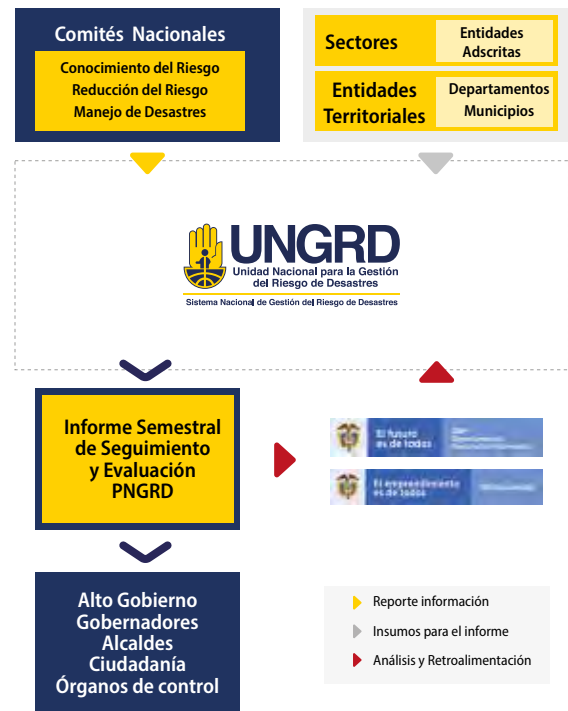 Comités Nacionales
Conocimiento del Riesgo
Reducción del Riesgo
Manejo de Desastres
Sectores
Entidades
Adscritas
Entidades
Territoriales
Departamentos
Municipios
UNGRD
Unidad Nacional para la Gestión
del Riesgo de Desastres
Sistema Nacional de Gestión del Riesgo de Desastres
Informe Semestral
de Seguimiento
y Evaluación
PNGRD
El futuro
es de todos
El emprendimiento
es de todos
Alto Gobierno
Gobernadores
Alcaldes
Ciudadanía
Órganos de control
Reporte información
Insumos para el informe
Análisis y Retroalimentación